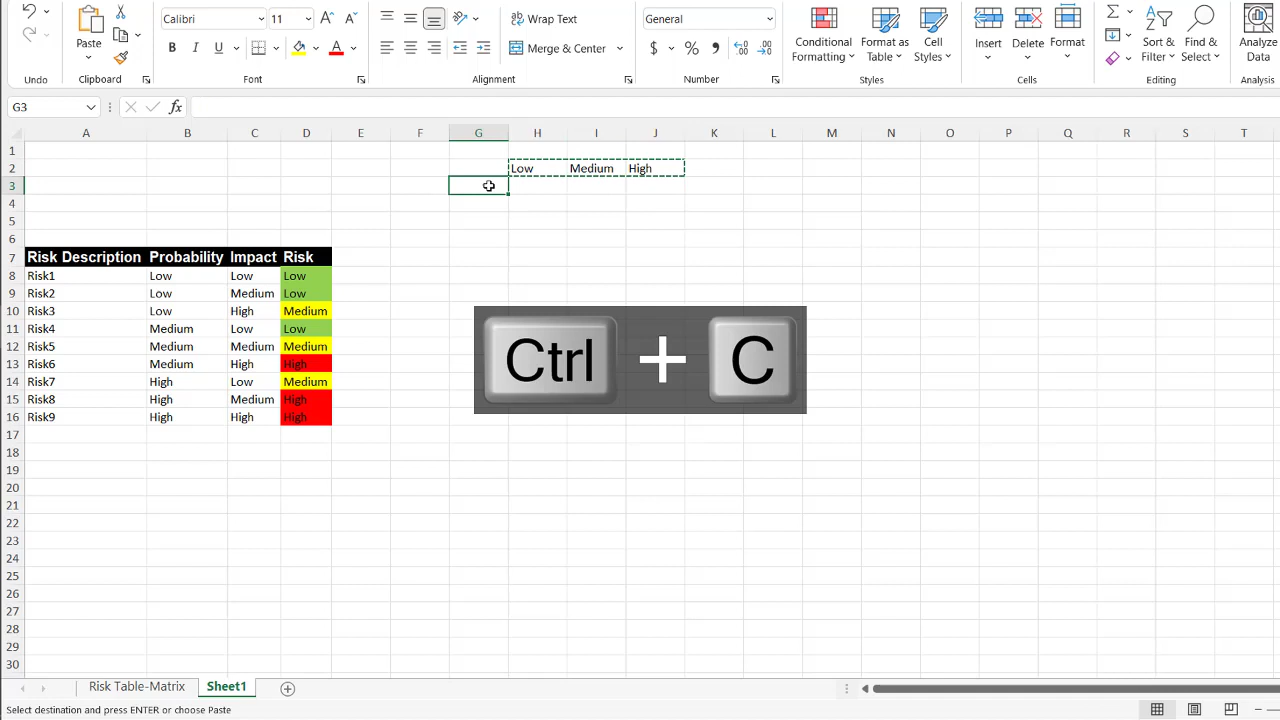 Calibri 11 Wrap Text General
Paste B I U Merge & Center $ % Conditional Formatting Format as Table Cell Styles Insert Delete Format Sort & Filter Find & Select Analyze Data
Undo Clipboard Font Alignment Number Styles Cells Editing Analysis
G3 fx
A B C D E F G H I J K L M N O P Q R S T
1
2 Low Medium High
3
4
5
6
7 Risk Description Probability Impact Risk
8 Risk1 Low Low Low
9 Risk2 Low Medium Low
10 Risk3 Low High Medium
11 Risk4 Medium Low Low
12 Risk5 Medium Medium Medium
13 Risk6 Medium High High
14 Risk7 High Low Medium
15 Risk8 High Medium High
16 Risk9 High High High
Ctrl + C
17
18
19
20
21
22
23
24
25
26
27
28
29
30
Risk Table-Matrix Sheet1
Select destination and press ENTER or choose Paste